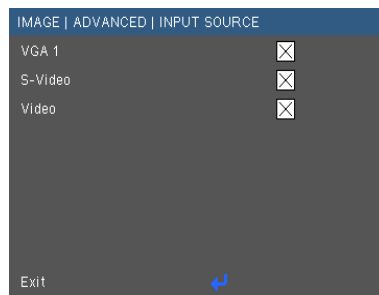 IMAGE | ADVANCED | INPUT SOURCE
VGA 1
S-Video
Video
Exit